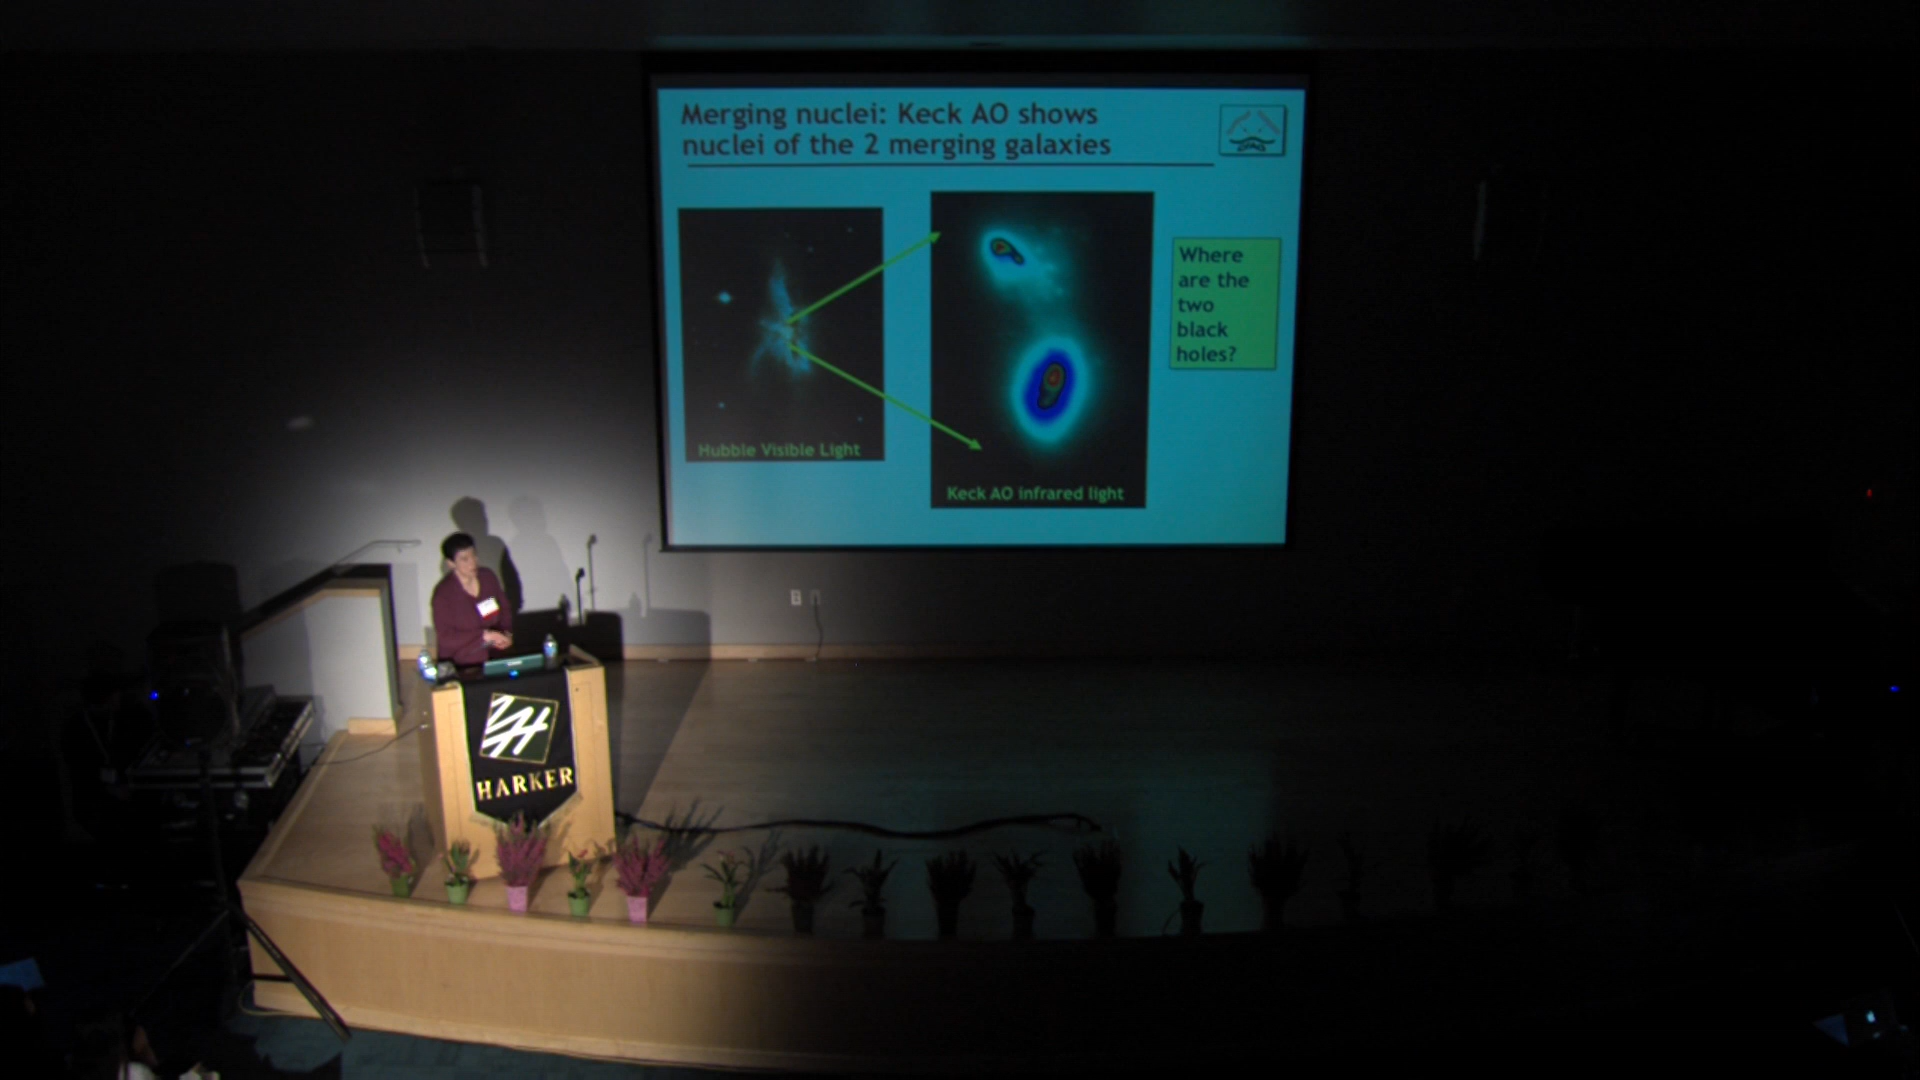 Merging nuclei: Keck AO shows
nuclei of the 2 merging galaxies
Hubble Visible Light
Keck AO infrared light
Where
are the
two
black
holes?
HARKER